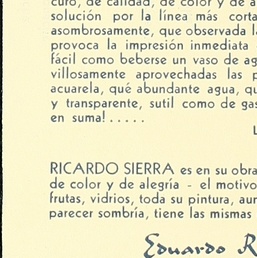 curo, de calidad, de color y de a
solución por la línea más corta
asombrosamente, que observada l
provoca la impresión inmediata
fácil como beberse un vaso de ag
villosamente aprovechadas las p
acuarela, qué abundante agua, qu
y transparente, sutil como de gas
en suma! . . . . .
L
RICARDO SIERRA es en su obra
de color y de alegría - el motivo
frutas, vidrios, toda su pintura, aun
parecer sombría, tiene las mismas
Eduardo R